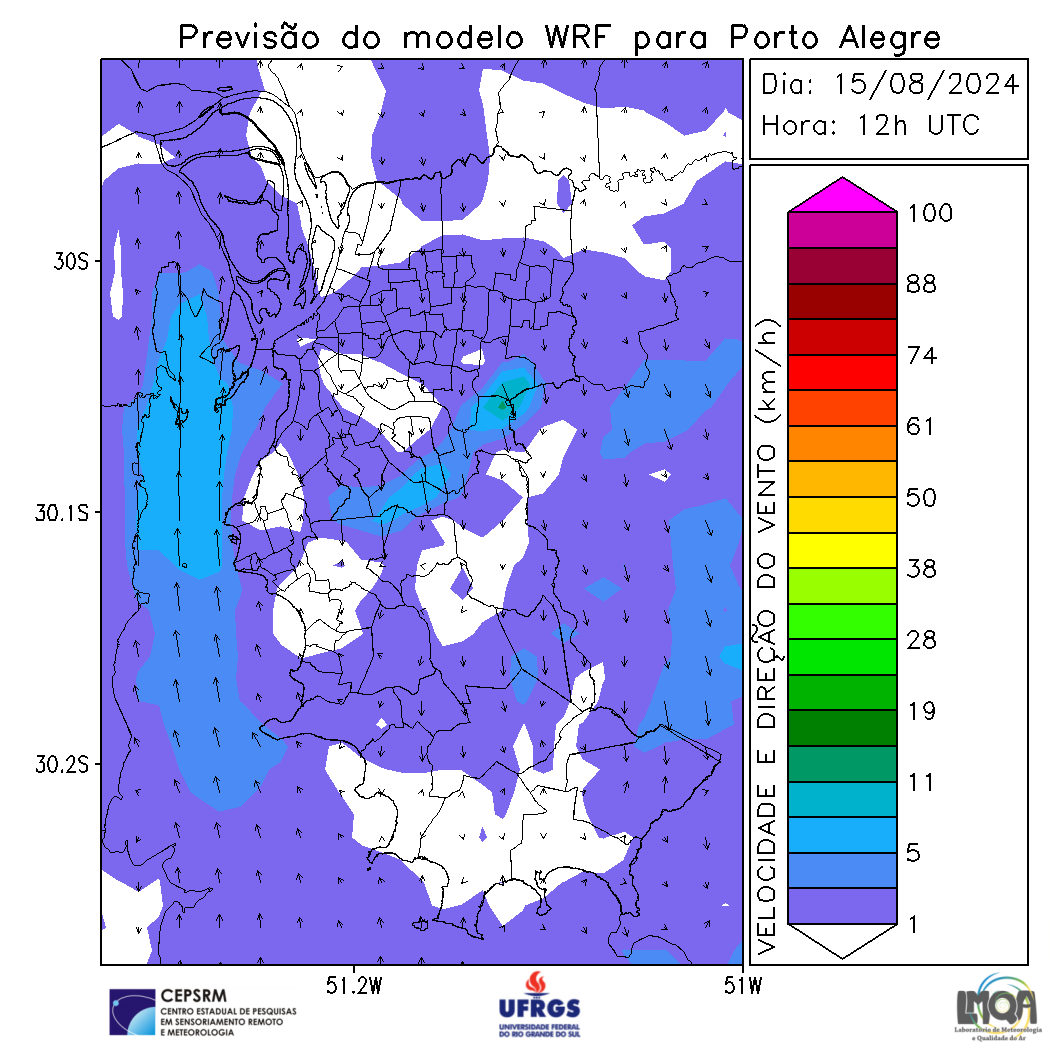 Previsão do modelo WRF para Porto Alegre
Dia: 15/08/2024
Hora: 12h UTC
30S
30.1S
30.2S
51.2W
51W
VELOCIDADE E DIREÇÃO DO VENTO (km/h)
100
88
74
61
50
38
28
19
11
5
1
CEPSRM
CENTRO ESTADUAL DE PESQUISAS
EM SENSORIAMENTO REMOTO
E METEOROLOGIA
UFRGS
UNIVERSIDADE FEDERAL
DO RIO GRANDE DO SUL
LMQA
Laboratório de Meteorologia
e Qualidade do Ar